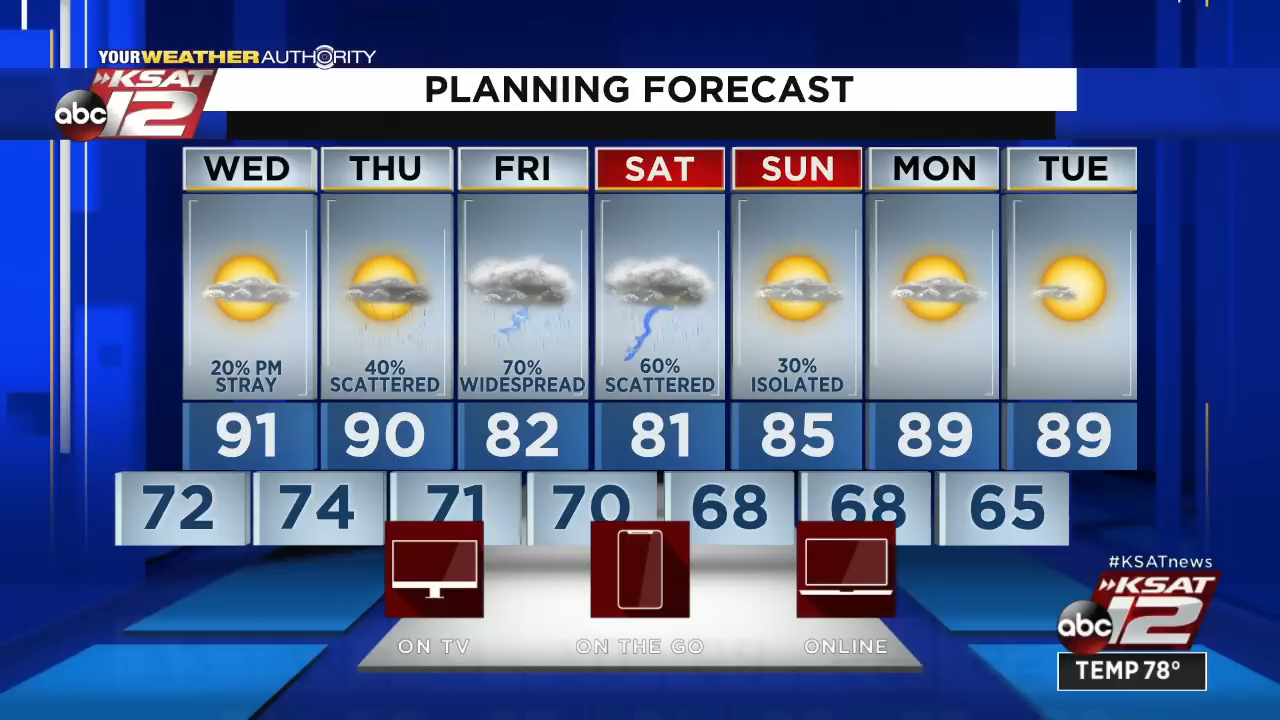 YOURWEATHERAUTHORITY
KSAT
abc 12
PLANNING FORECAST
WED THU FRI SAT SUN MON TUE
20% PM 40% 70% 60% 30%
STRAY SCATTERED WIDESPREAD SCATTERED ISOLATED
91 90 82 81 85 89 89
72 74 71 70 68 68 65
#KSATnews
KSAT
abc 12
ON TV ON THE GO ONLINE
TEMP 78°